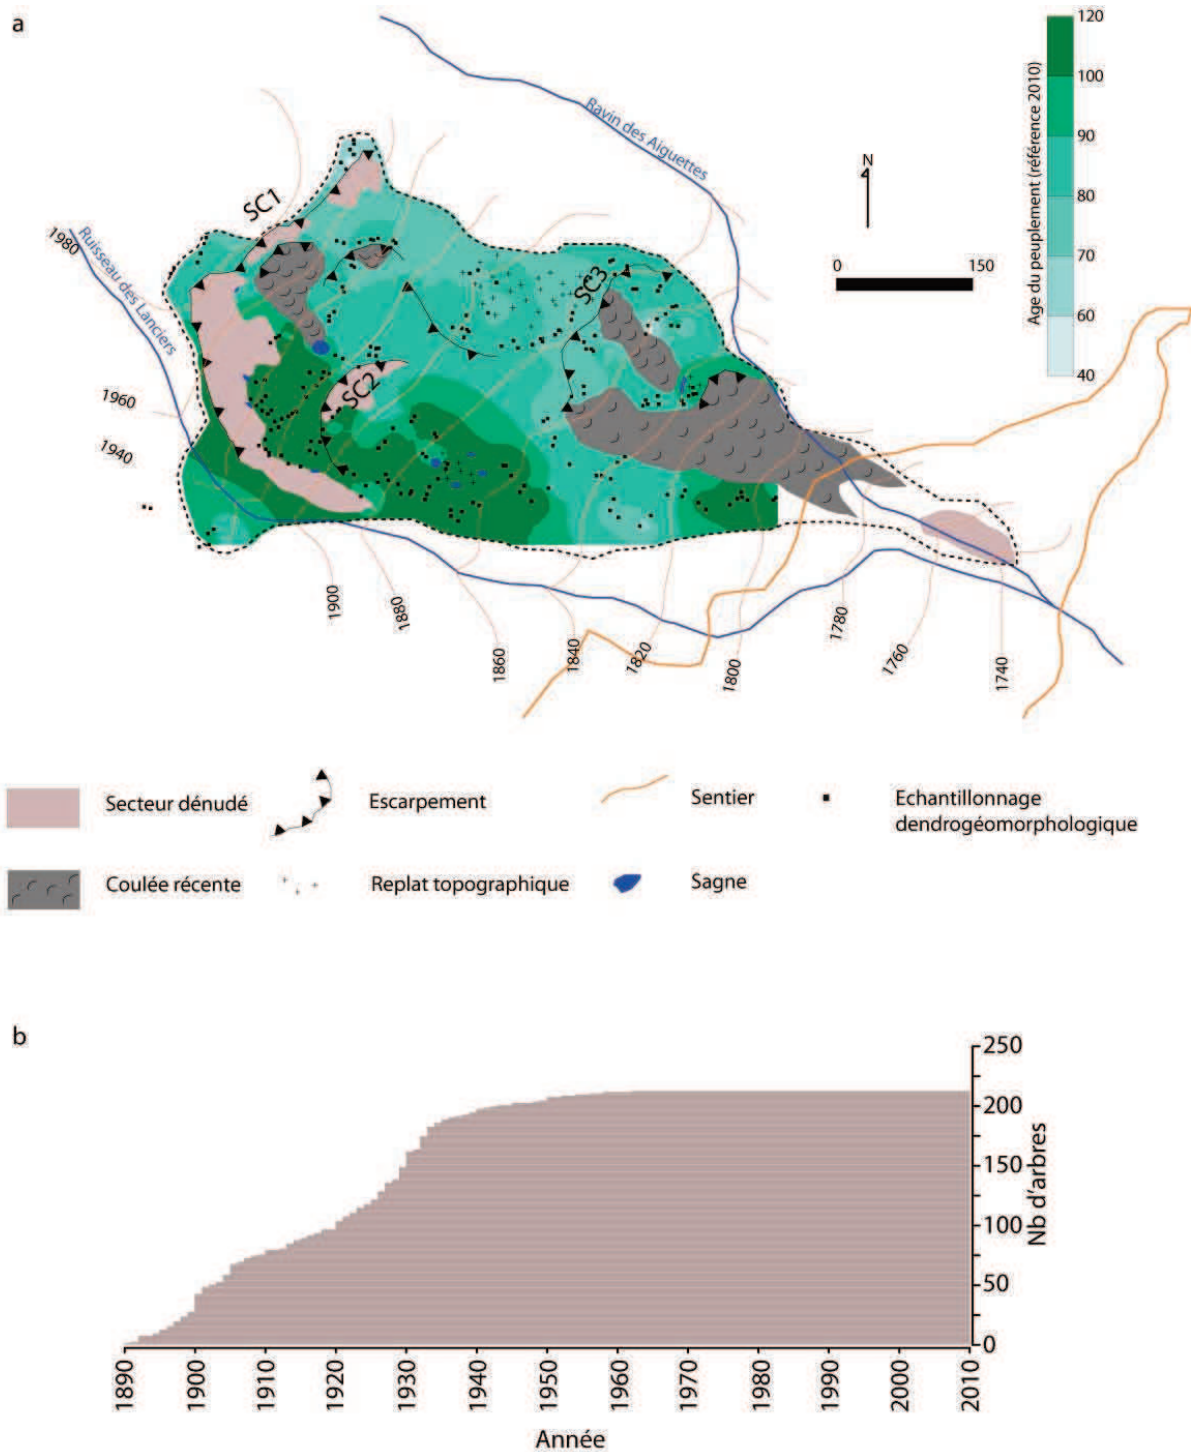 a
Ravin des Aiguettes
N
0 150
Age du peuplement (référence 2010)
120
100
90
80
70
60
40
SC1
SC2
SC3
Ruisseau des Lanciers
1980
1960
1940
1900
1880
1860
1840
1820
1800
1780
1760
1740
Secteur dénudé
Escarpement
Sentier
Echantillonnage
dendrogéomorphologique
Coulée récente
Replat topographique
Sagne
b
250
200
150
100
50
0
Nb d'arbres
1890 1900 1910 1920 1930 1940 1950 1960 1970 1980 1990 2000 2010
Année